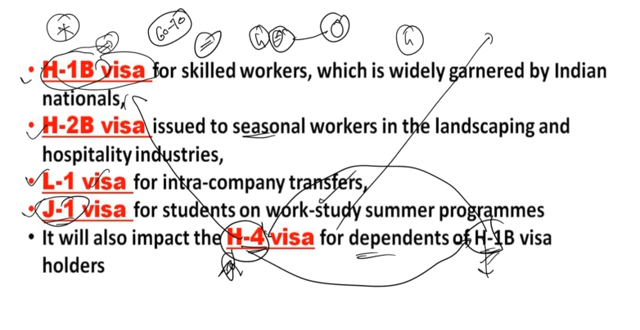 • H-1B visa for skilled workers, which is widely garnered by Indian
nationals,
• H-2B visa issued to seasonal workers in the landscaping and
hospitality industries,
• L-1 visa for intra-company transfers,
• J-1 visa for students on work-study summer programmes
• It will also impact the H-4 visa for dependents of H-1B visa
holders